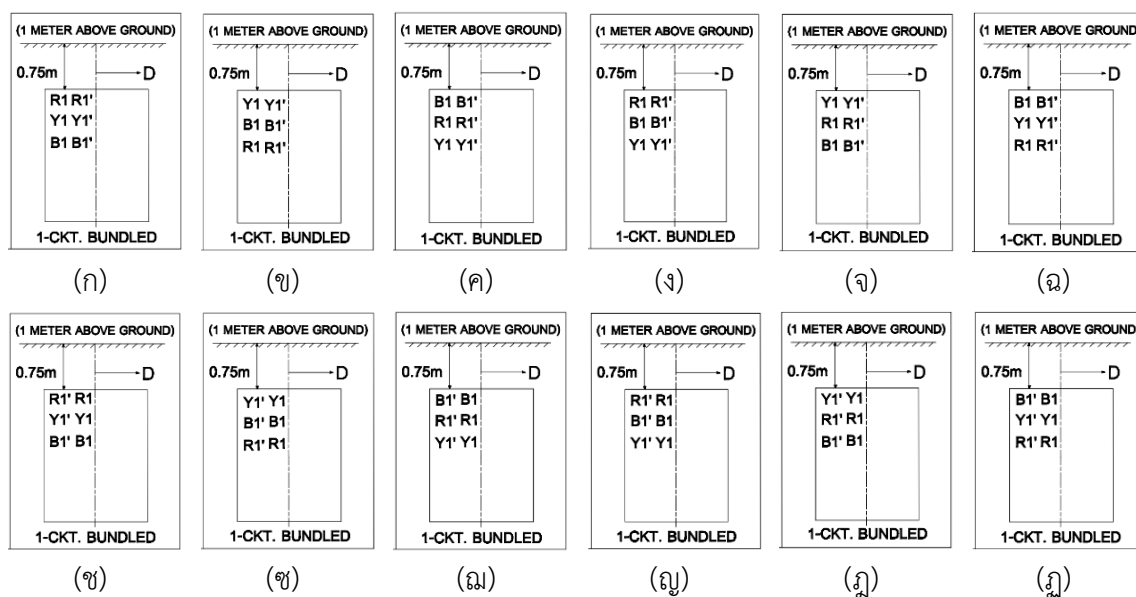 (1 METER ABOVE GROUND) (1 METER ABOVE GROUND) (1 METER ABOVE GROUND) (1 METER ABOVE GROUND) (1 METER ABOVE GROUND) (1 METER ABOVE GROUND)
0.75m D 0.75m D 0.75m D 0.75m D 0.75m D 0.75m D
R1 R1' Y1 Y1' B1 B1' R1 R1' Y1 Y1' B1 B1'
Y1 Y1' B1 B1' R1 R1' B1 B1' R1 R1' Y1 Y1'
B1 B1' R1 R1' Y1 Y1' Y1 Y1' B1 B1' R1 R1'
1-CKT. BUNDLED 1-CKT. BUNDLED 1-CKT. BUNDLED 1-CKT. BUNDLED 1-CKT. BUNDLED 1-CKT. BUNDLED
(ก) (ข) (ค) (ง) (จ) (ฉ)
(1 METER ABOVE GROUND) (1 METER ABOVE GROUND) (1 METER ABOVE GROUND) (1 METER ABOVE GROUND) (1 METER ABOVE GROUND) (1 METER ABOVE GROUND)
0.75m D 0.75m D 0.75m D 0.75m D 0.75m D 0.75m D
R1' R1 Y1' Y1 B1' B1 R1' R1 Y1' Y1 B1' B1
Y1' Y1 B1' B1 R1' R1 B1' B1 R1' R1 Y1' Y1
B1' B1 R1' R1 Y1' Y1 Y1' Y1 B1' B1 R1' R1
1-CKT. BUNDLED 1-CKT. BUNDLED 1-CKT. BUNDLED 1-CKT. BUNDLED 1-CKT. BUNDLED 1-CKT. BUNDLED
(ช) (ซ) (ฌ) (ญ) (ฎ) (ฏ)